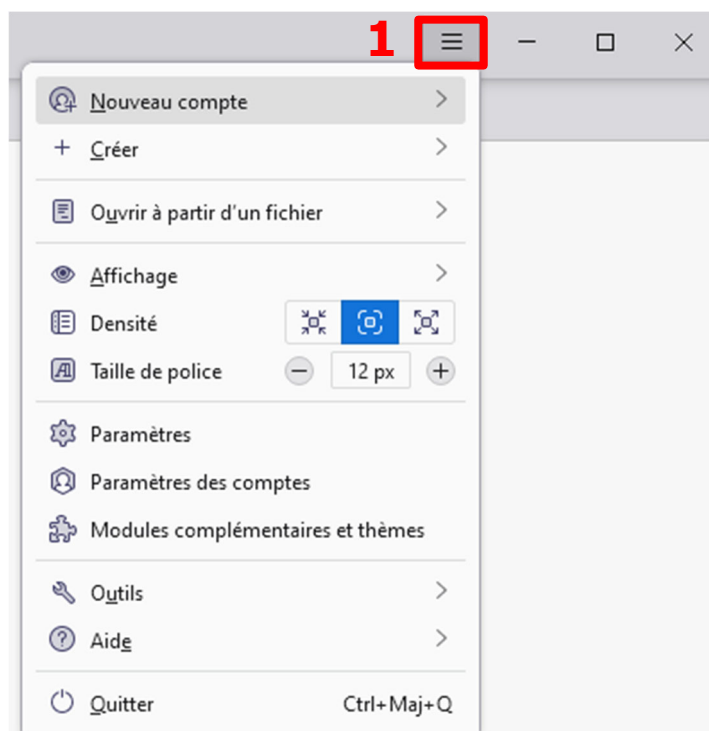 1
Nouveau compte
Créer
Ouvrir à partir d'un fichier
Affichage
Densité
Taille de police 12 px
Paramètres
Paramètres des comptes
Modules complémentaires et thèmes
Outils
Aide
Quitter Ctrl+Maj+Q